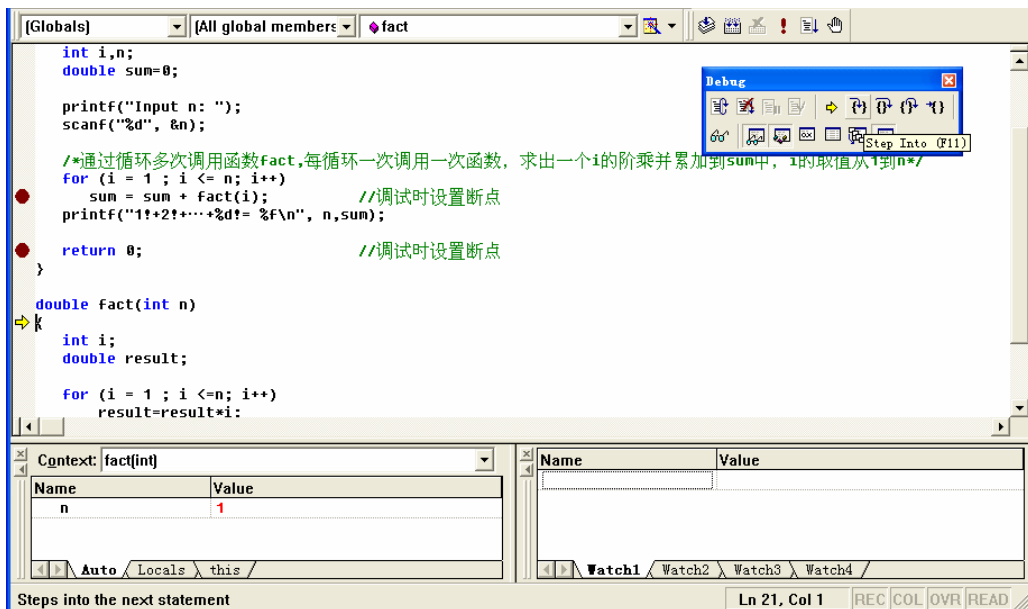 (Globals) (All global members fact
int i,n;
double sum=0;
printf("Input n: ");
scanf("%d", &n);
/*通过循环多次调用函数fact,每循环一次调用一次函数, 求出一个i的阶乘并累加到sum中, i的取值从1到n*/
for (i = 1 ; i <= n; i++)
sum = sum + fact(i); //调试时设置断点
printf("1!+2!+…+%d!= %f\n", n,sum);
return 0; //调试时设置断点
}
double fact(int n)
{
int i;
double result;
for (i = 1 ; i <=n; i++)
result=result*i;
Debug
Step Into (F11)
Context: fact(int)
Name Value
n 1
Auto Locals this
Name Value
Watch1 Watch2 Watch3 Watch4
Steps into the next statement Ln 21, Col 1 REC COL OVR READ